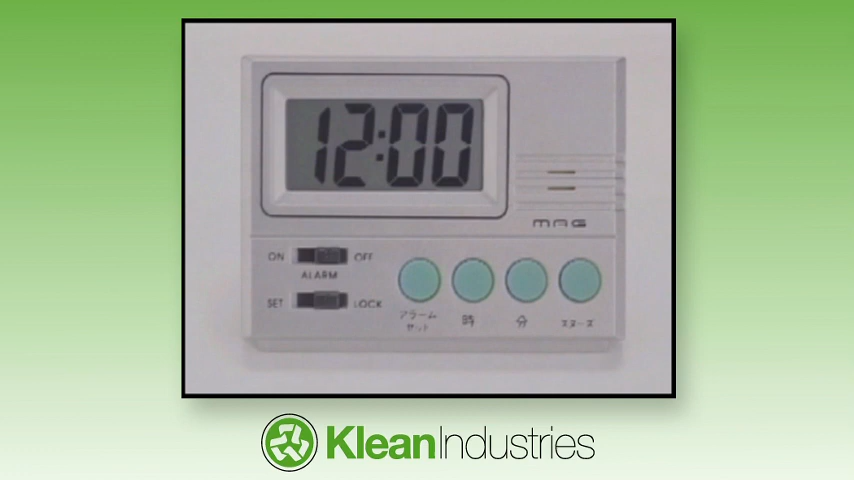 12:00
MAG
ON OFF
ALARM
SET LOCK
アラーム 時 分 スヌーズ
セット
KleanIndustries